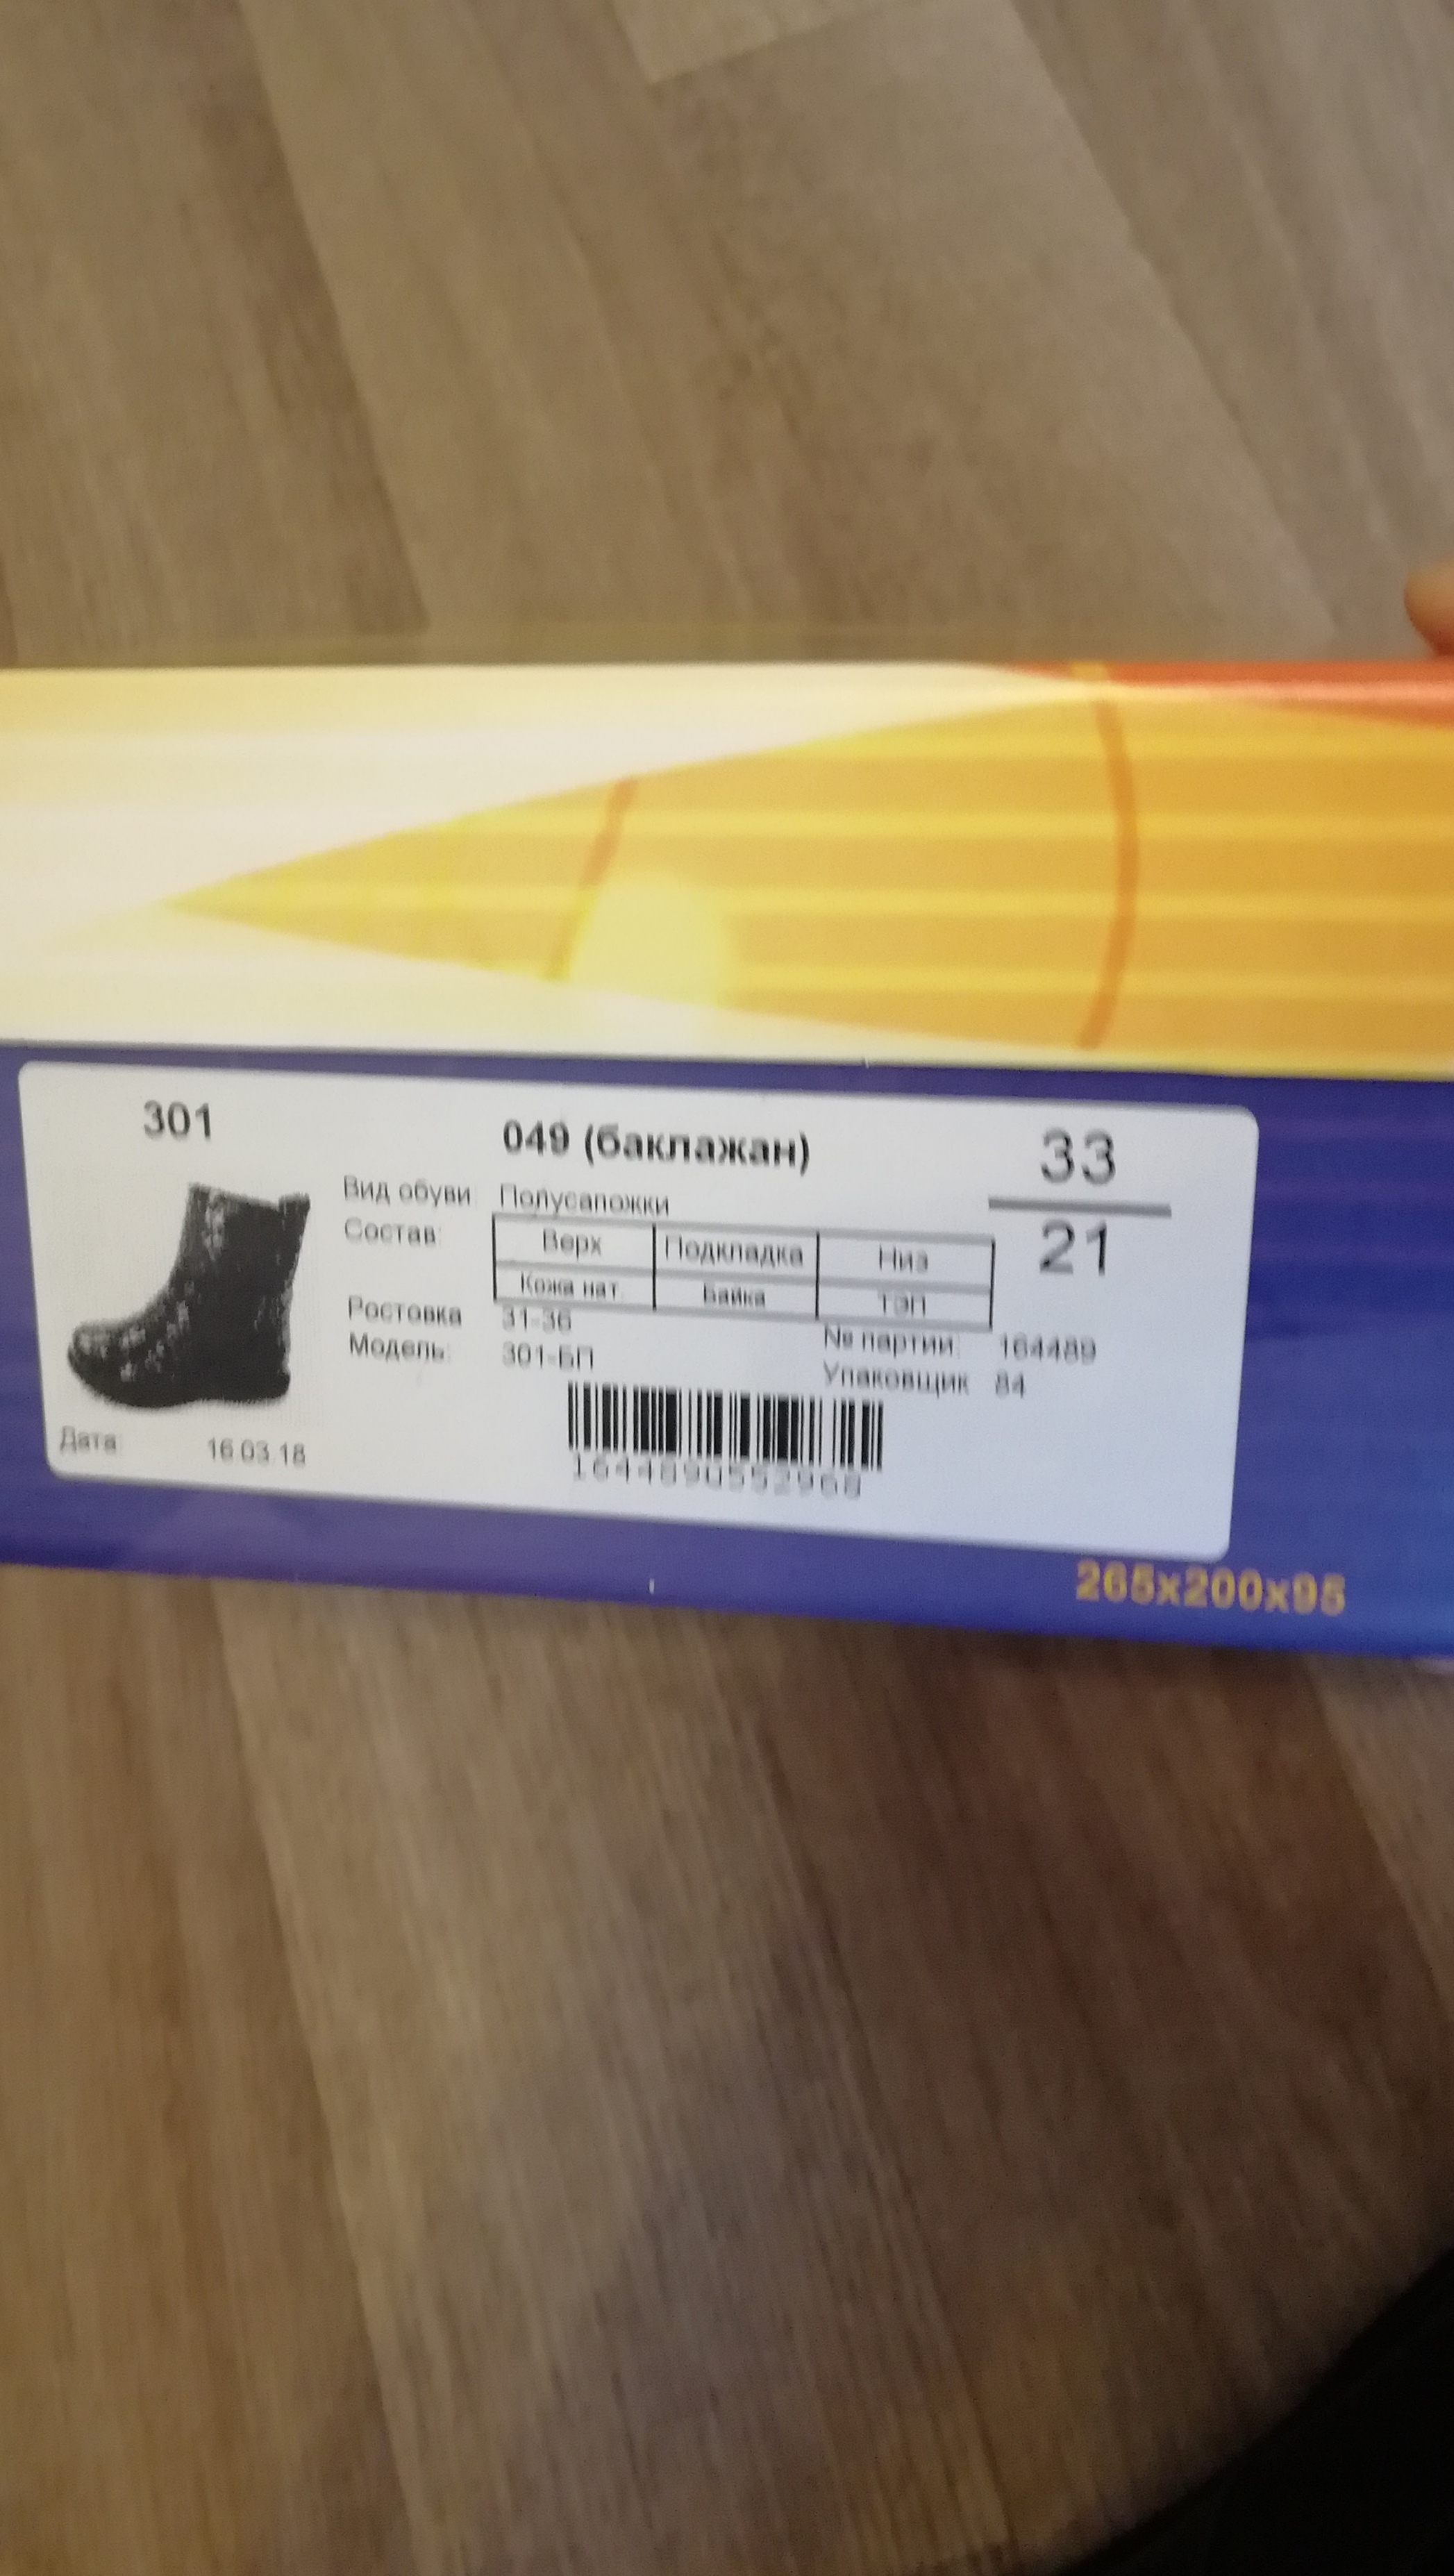 301
049 (баклажан)
33
21
Вид обуви: Полусапожки
Состав: Верх Подкладка Низ
Кожа нат. Байка ТЭП
Ростовка 31-36
Модель: 301-БП
№ партии: 164489
Упаковщик 84
Дата: 16.03.18
1644890552968
265x200x95